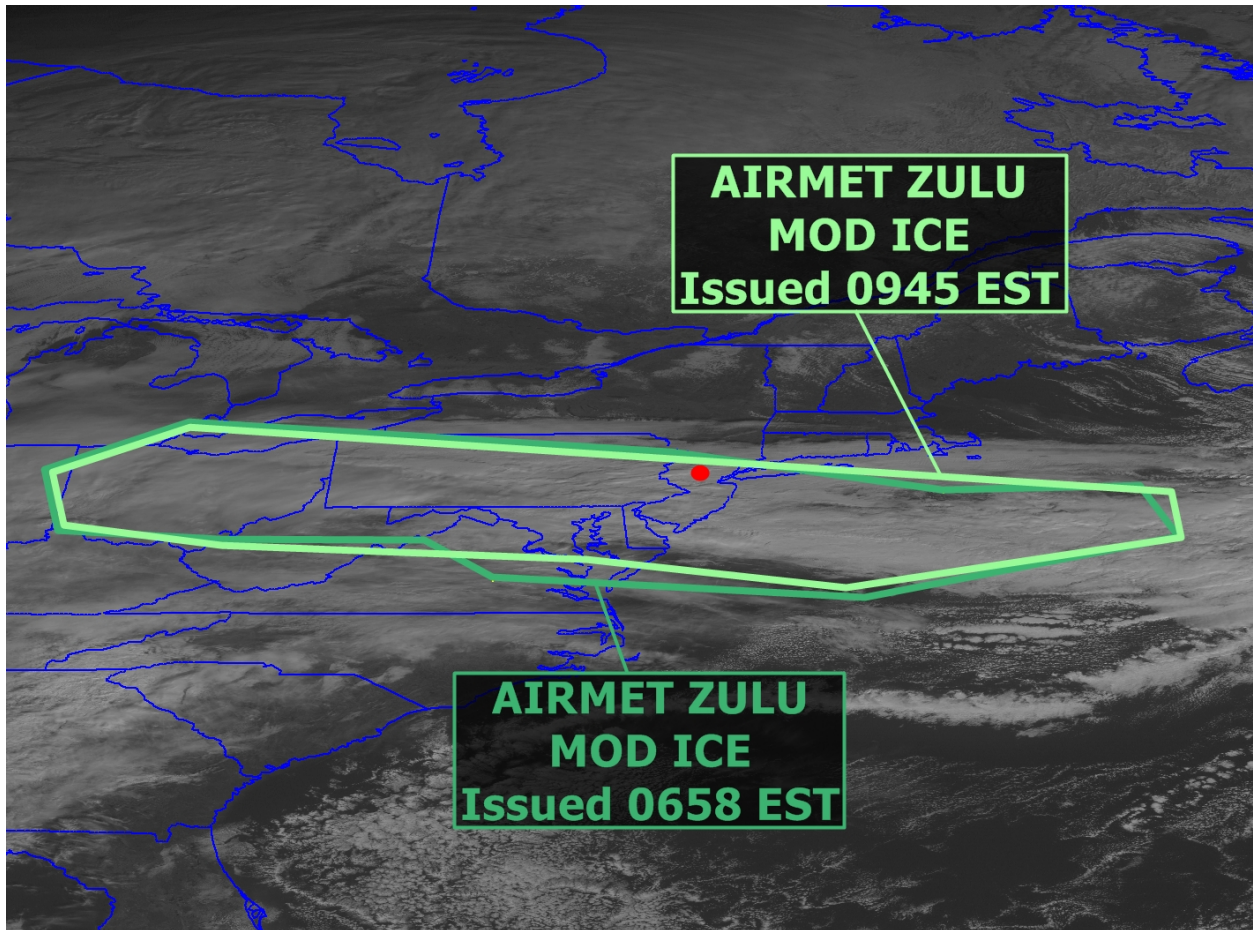 AIRMET ZULU
MOD ICE
Issued 0945 EST
AIRMET ZULU
MOD ICE
Issued 0658 EST